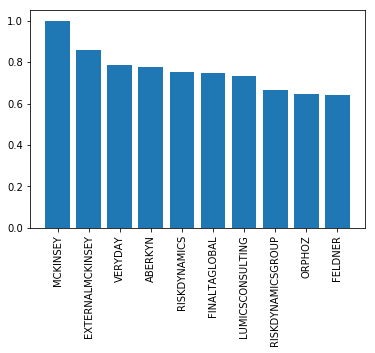 1.0
0.8
0.6
0.4
0.2
0.0
MCKINSEY
EXTERNALMCKINSEY
VERYDAY
ABERKYN
RISKDYNAMICS
FINALTAGLOBAL
LUMICSCONSULTING
RISKDYNAMICSGROUP
ORPHOZ
FELDNER